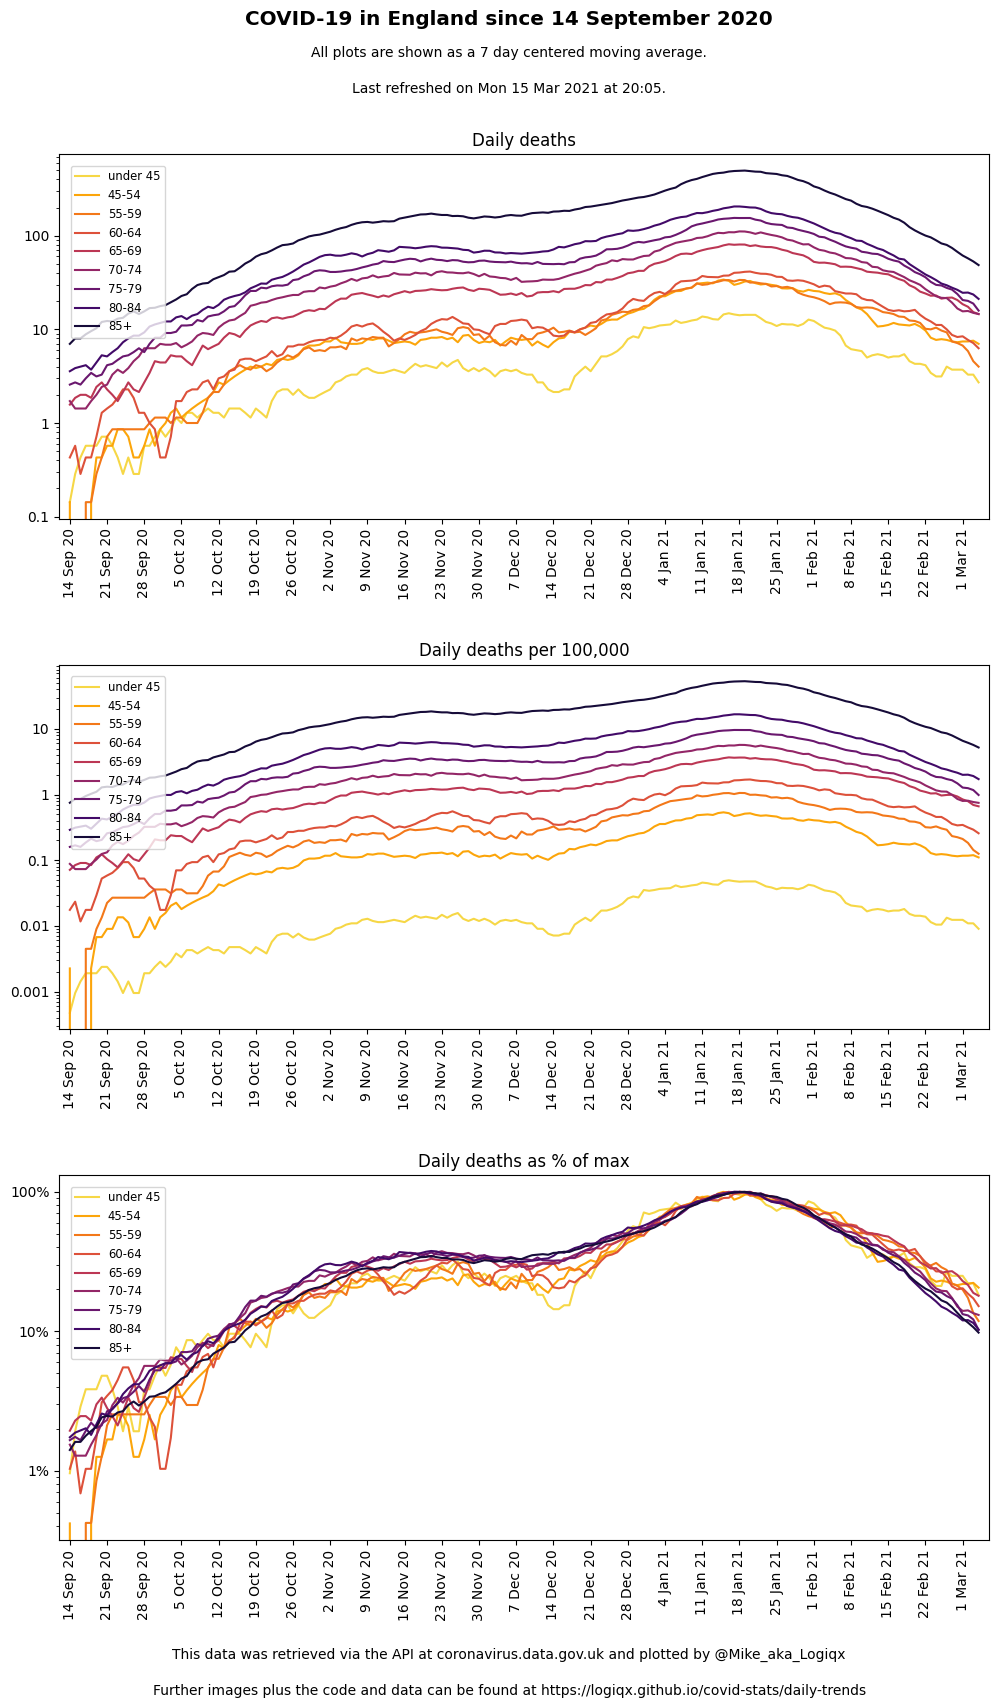 COVID-19 in England since 14 September 2020
All plots are shown as a 7 day centered moving average.
Last refreshed on Mon 15 Mar 2021 at 20:05.
Daily deaths
under 45
45-54
55-59
60-64
65-69
70-74
75-79
80-84
85+
100
10
1
0.1
14 Sep 20
21 Sep 20
28 Sep 20
5 Oct 20
12 Oct 20
19 Oct 20
26 Oct 20
2 Nov 20
9 Nov 20
16 Nov 20
23 Nov 20
30 Nov 20
7 Dec 20
14 Dec 20
21 Dec 20
28 Dec 20
4 Jan 21
11 Jan 21
18 Jan 21
25 Jan 21
1 Feb 21
8 Feb 21
15 Feb 21
22 Feb 21
1 Mar 21
Daily deaths per 100,000
under 45
45-54
55-59
60-64
65-69
70-74
75-79
80-84
85+
10
1
0.1
0.01
0.001
14 Sep 20
21 Sep 20
28 Sep 20
5 Oct 20
12 Oct 20
19 Oct 20
26 Oct 20
2 Nov 20
9 Nov 20
16 Nov 20
23 Nov 20
30 Nov 20
7 Dec 20
14 Dec 20
21 Dec 20
28 Dec 20
4 Jan 21
11 Jan 21
18 Jan 21
25 Jan 21
1 Feb 21
8 Feb 21
15 Feb 21
22 Feb 21
1 Mar 21
Daily deaths as % of max
under 45
45-54
55-59
60-64
65-69
70-74
75-79
80-84
85+
100%
10%
1%
14 Sep 20
21 Sep 20
28 Sep 20
5 Oct 20
12 Oct 20
19 Oct 20
26 Oct 20
2 Nov 20
9 Nov 20
16 Nov 20
23 Nov 20
30 Nov 20
7 Dec 20
14 Dec 20
21 Dec 20
28 Dec 20
4 Jan 21
11 Jan 21
18 Jan 21
25 Jan 21
1 Feb 21
8 Feb 21
15 Feb 21
22 Feb 21
1 Mar 21
This data was retrieved via the API at coronavirus.data.gov.uk and plotted by @Mike_aka_Logiqx
Further images plus the code and data can be found at https://logiqx.github.io/covid-stats/daily-trends